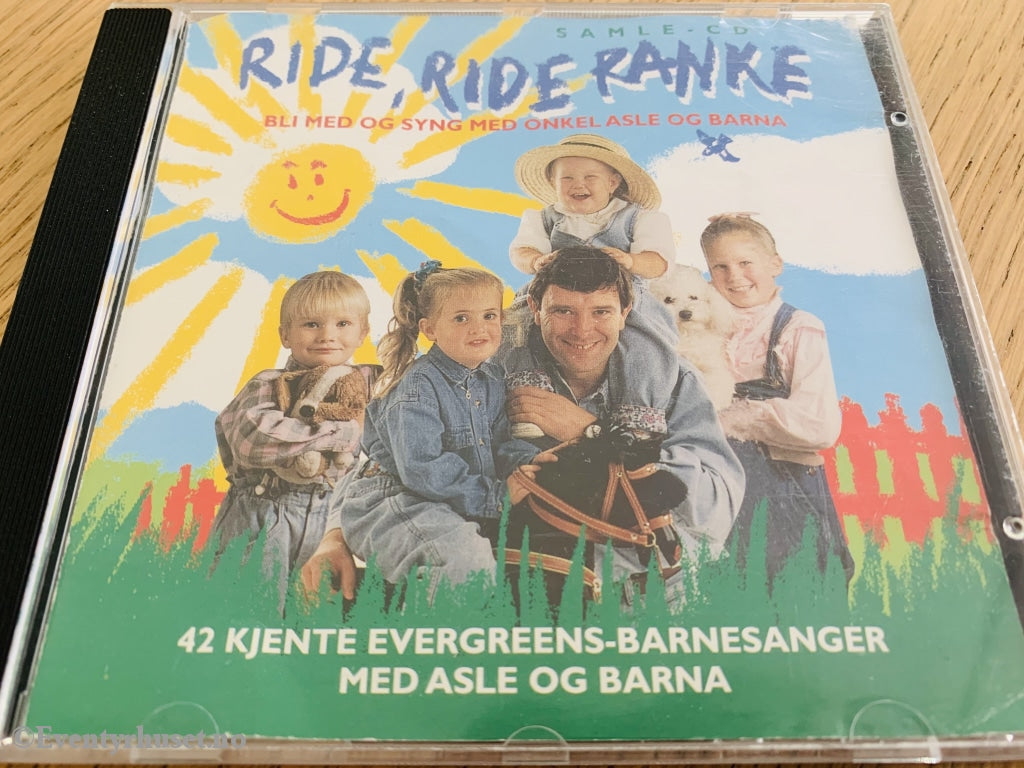 SAMLE-CD
RIDE, RIDE RANKE
BLI MED OG SYNG MED ONKEL ASLE OG BARNA
42 KJENTE EVERGREENS-BARNESANGER
MED ASLE OG BARNA
©Eventyrhuset.no